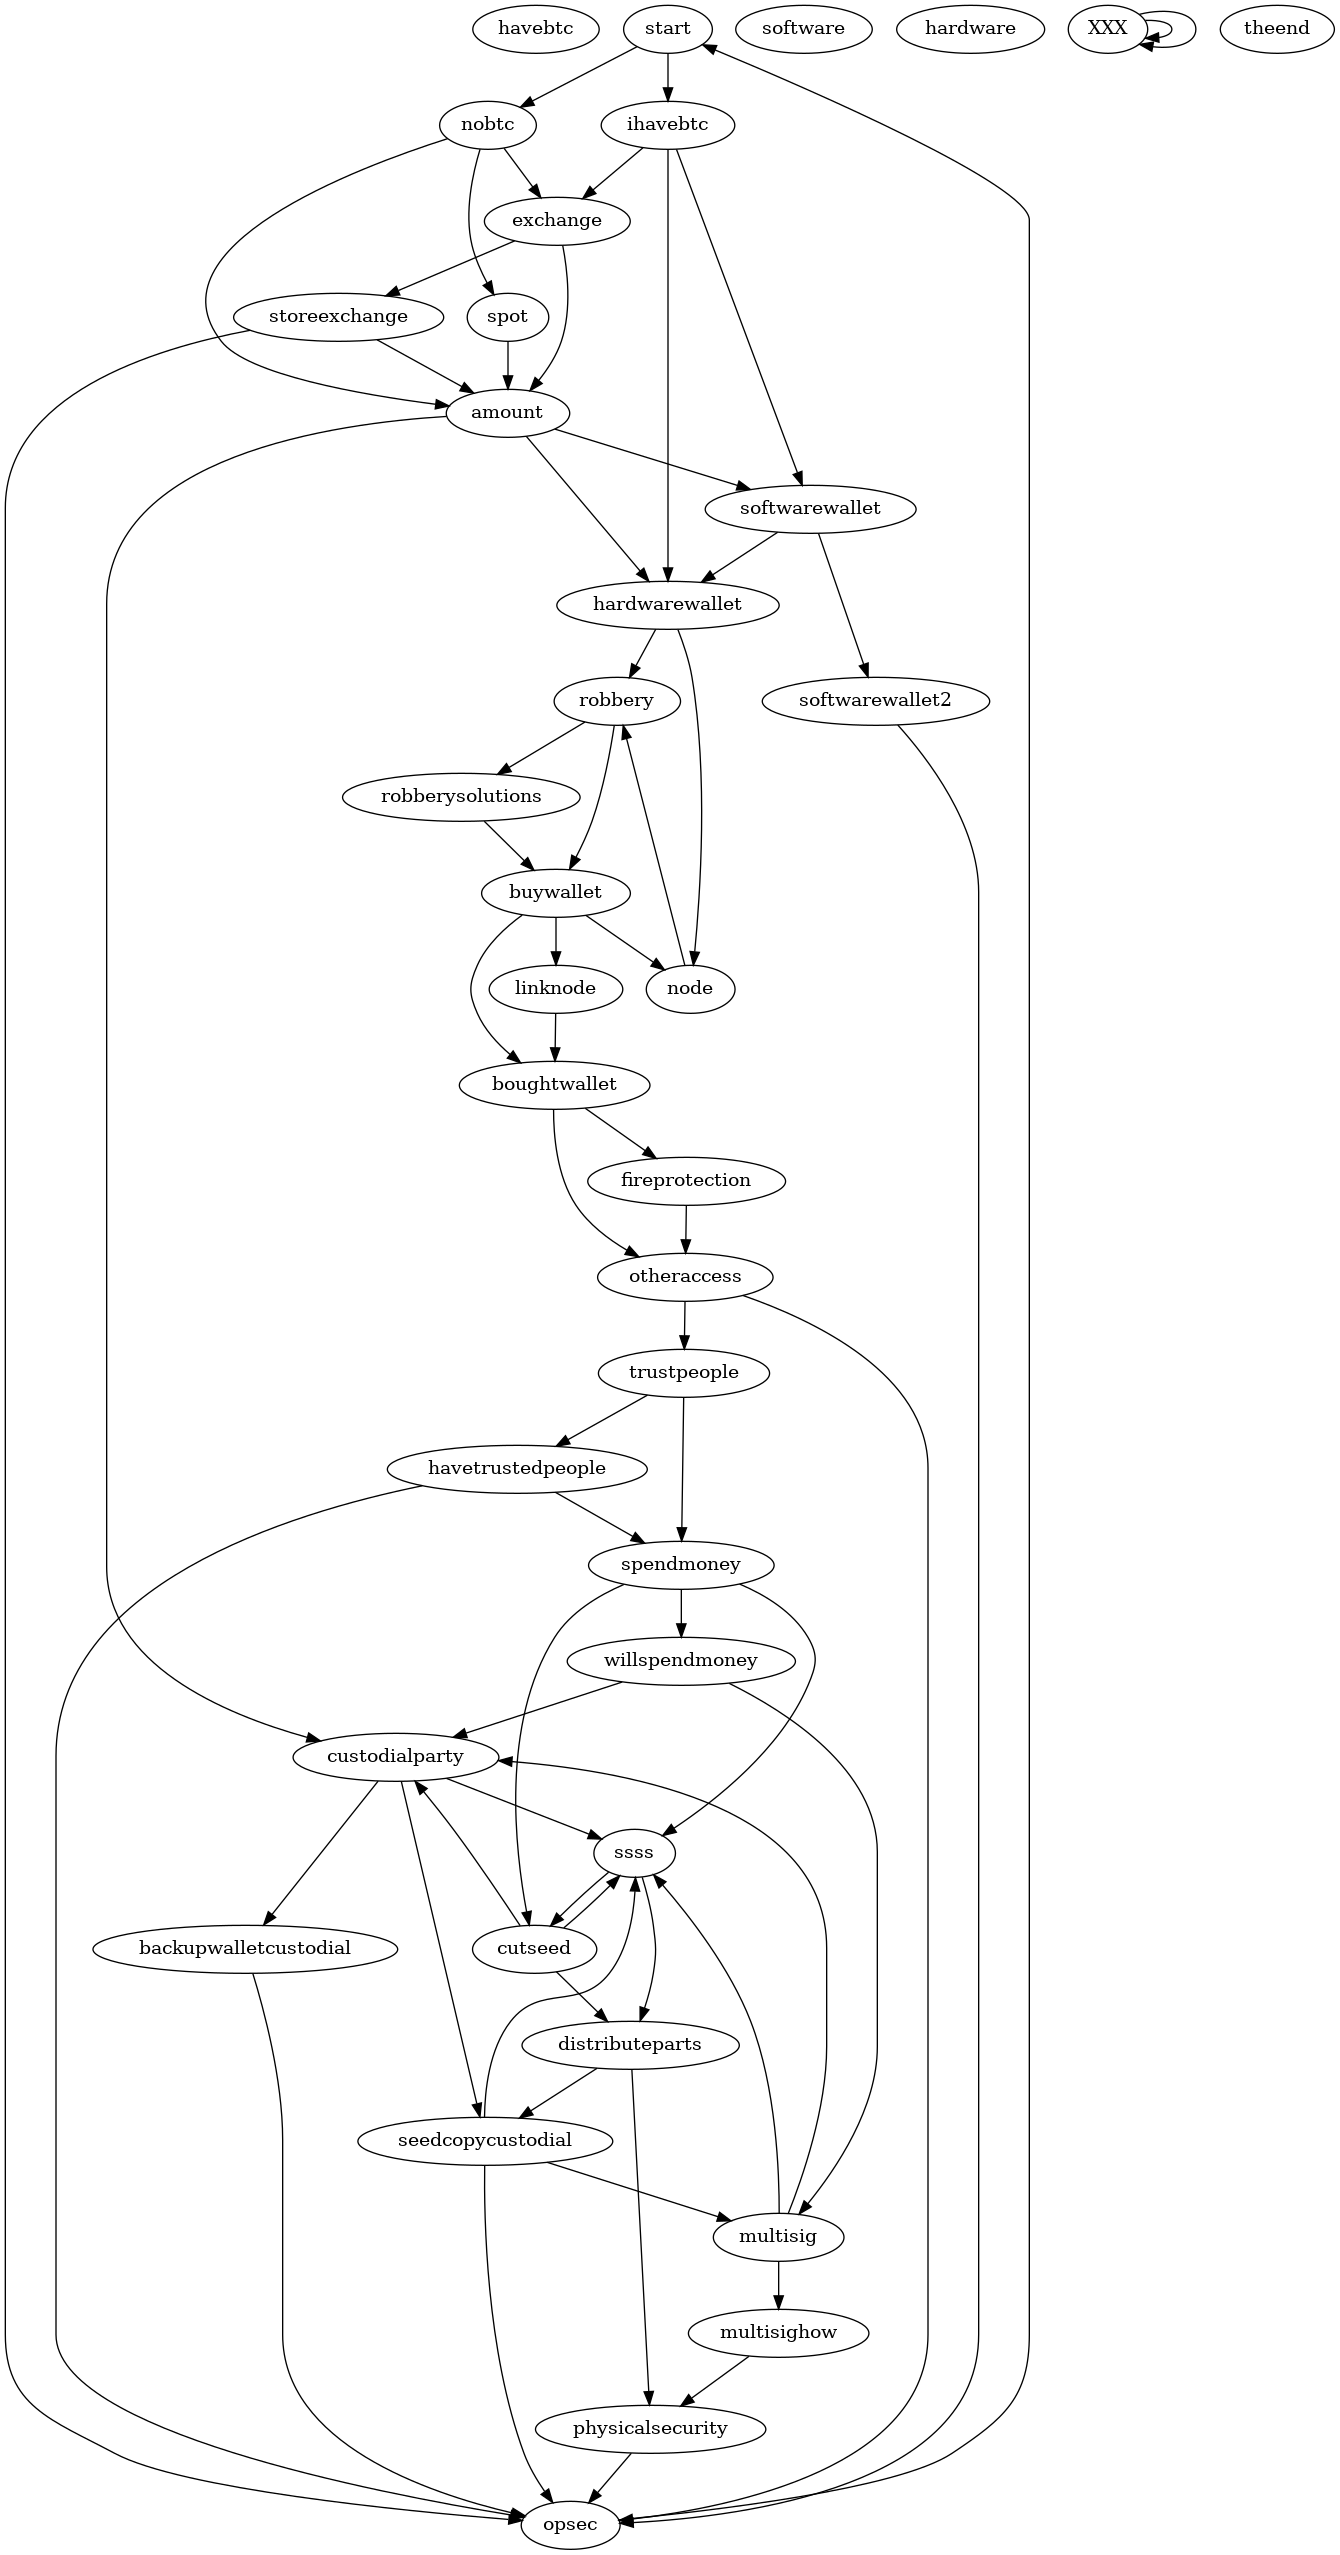 havebtc
start
software
hardware
XXX
theend
nobtc
ihavebtc
exchange
storeexchange
spot
amount
softwarewallet
hardwarewallet
robbery
softwarewallet2
robberysolutions
buywallet
linknode
node
boughtwallet
fireprotection
otheraccess
trustpeople
havetrustedpeople
spendmoney
willspendmoney
custodialparty
ssss
backupwalletcustodial
cutseed
distributeparts
seedcopycustodial
multisig
multisighow
physicalsecurity
opsec